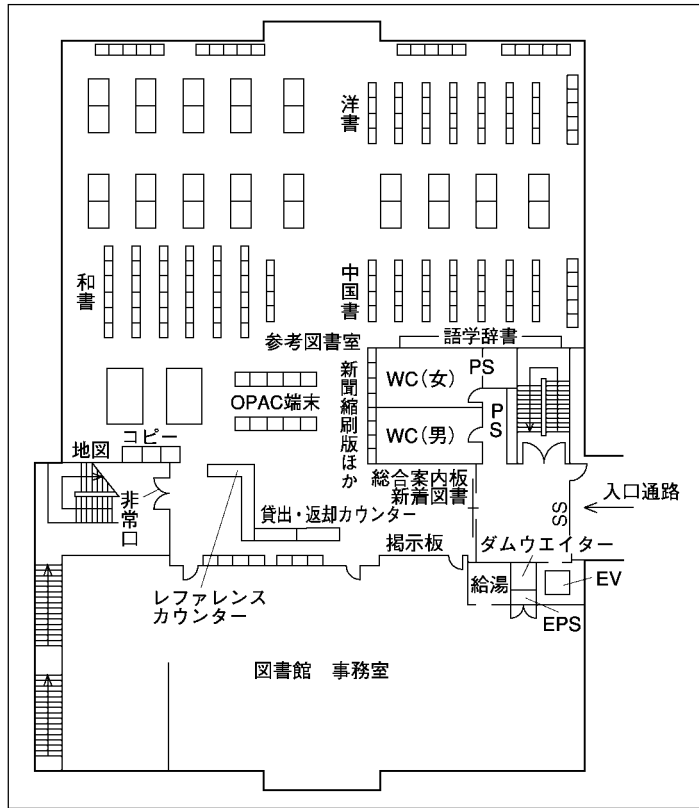 洋書
和書
中国書
参考図書室
語学辞書
新聞縮刷版ほか
WC(女)
PS
OPAC端末
WC(男)
PS
コピー
地図
非常口
総合案内板
新着図書
入口通路
SS
貸出・返却カウンター
掲示板
ダムウエイター
レファレンス
カウンター
給湯
EV
EPS
図書館 事務室